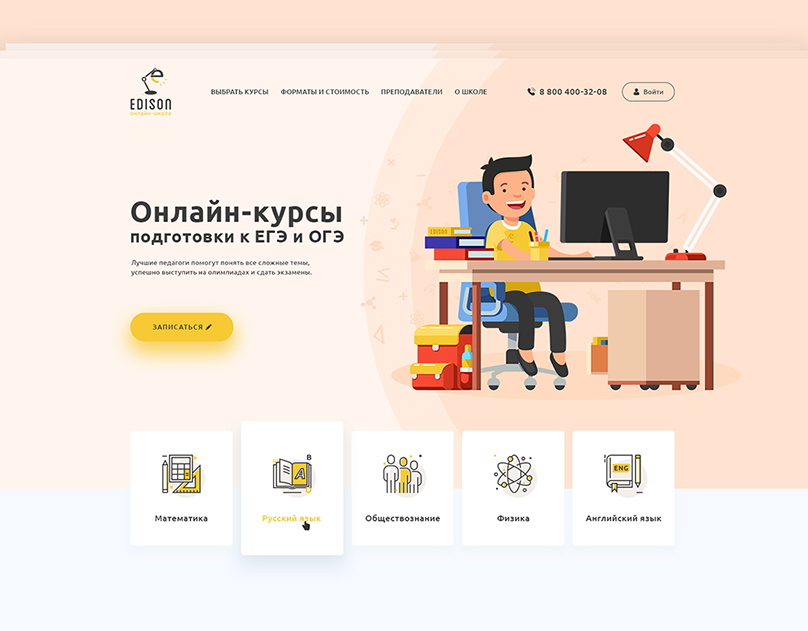 EDISON
ОНЛАЙН-ШКОЛА
ВЫБРАТЬ КУРСЫ
ФОРМАТЫ И СТОИМОСТЬ
ПРЕПОДАВАТЕЛИ
О ШКОЛЕ
8 800 400-32-08
Войти
Онлайн-курсы
подготовки к ЕГЭ и ОГЭ
Лучшие педагоги помогут понять все сложные темы,
успешно выступить на олимпиадах и сдать экзамены.
ЗАПИСАТЬСЯ
EDISON
B
A
ENG
Математика
Русский язык
Обществознание
Физика
Английский язык